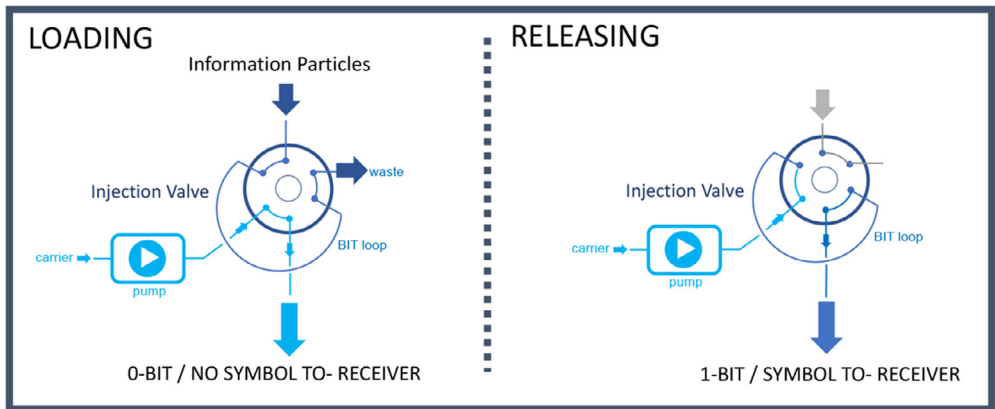 LOADING
Information Particles
waste
Injection Valve
BIT loop
carrier
pump
0-BIT / NO SYMBOL TO- RECEIVER
RELEASING
Injection Valve
BIT loop
carrier
pump
1-BIT / SYMBOL TO- RECEIVER